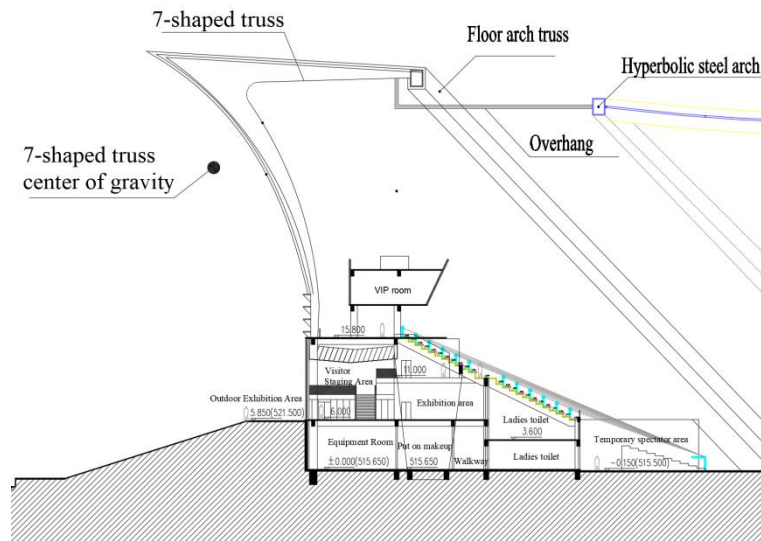 7-shaped truss
Floor arch truss
Hyperbolic steel arch
Overhang
7-shaped truss
center of gravity
VIP room
15.800
Visitor
Staging Area
11.000
Outdoor Exhibition Area
5.850(521.500)
6.000
Exhibition area
Ladies toilet
3.600
Equipment Room
Put on makeup
Temporary spectator area
±0.000(515.650)
515.650
Walkway
Ladies toilet
-0.150(515.500)